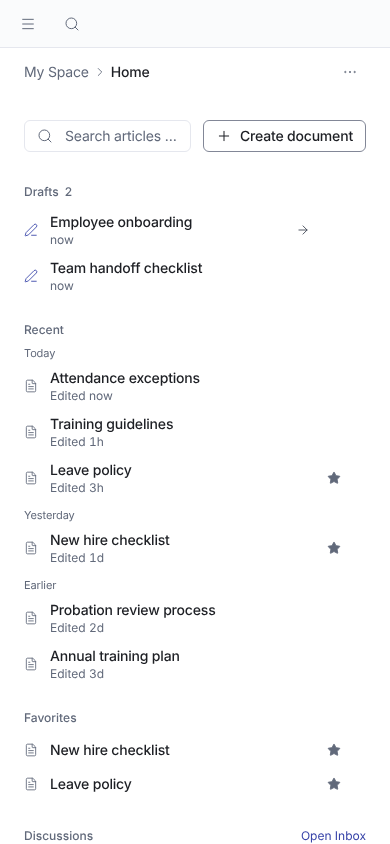 My Space > Home
Search articles ...
Create document
Drafts 2
Employee onboarding
now
Team handoff checklist
now
Recent
Today
Attendance exceptions
Edited now
Training guidelines
Edited 1h
Leave policy
Edited 3h
Yesterday
New hire checklist
Edited 1d
Earlier
Probation review process
Edited 2d
Annual training plan
Edited 3d
Favorites
New hire checklist
Leave policy
Discussions
Open Inbox